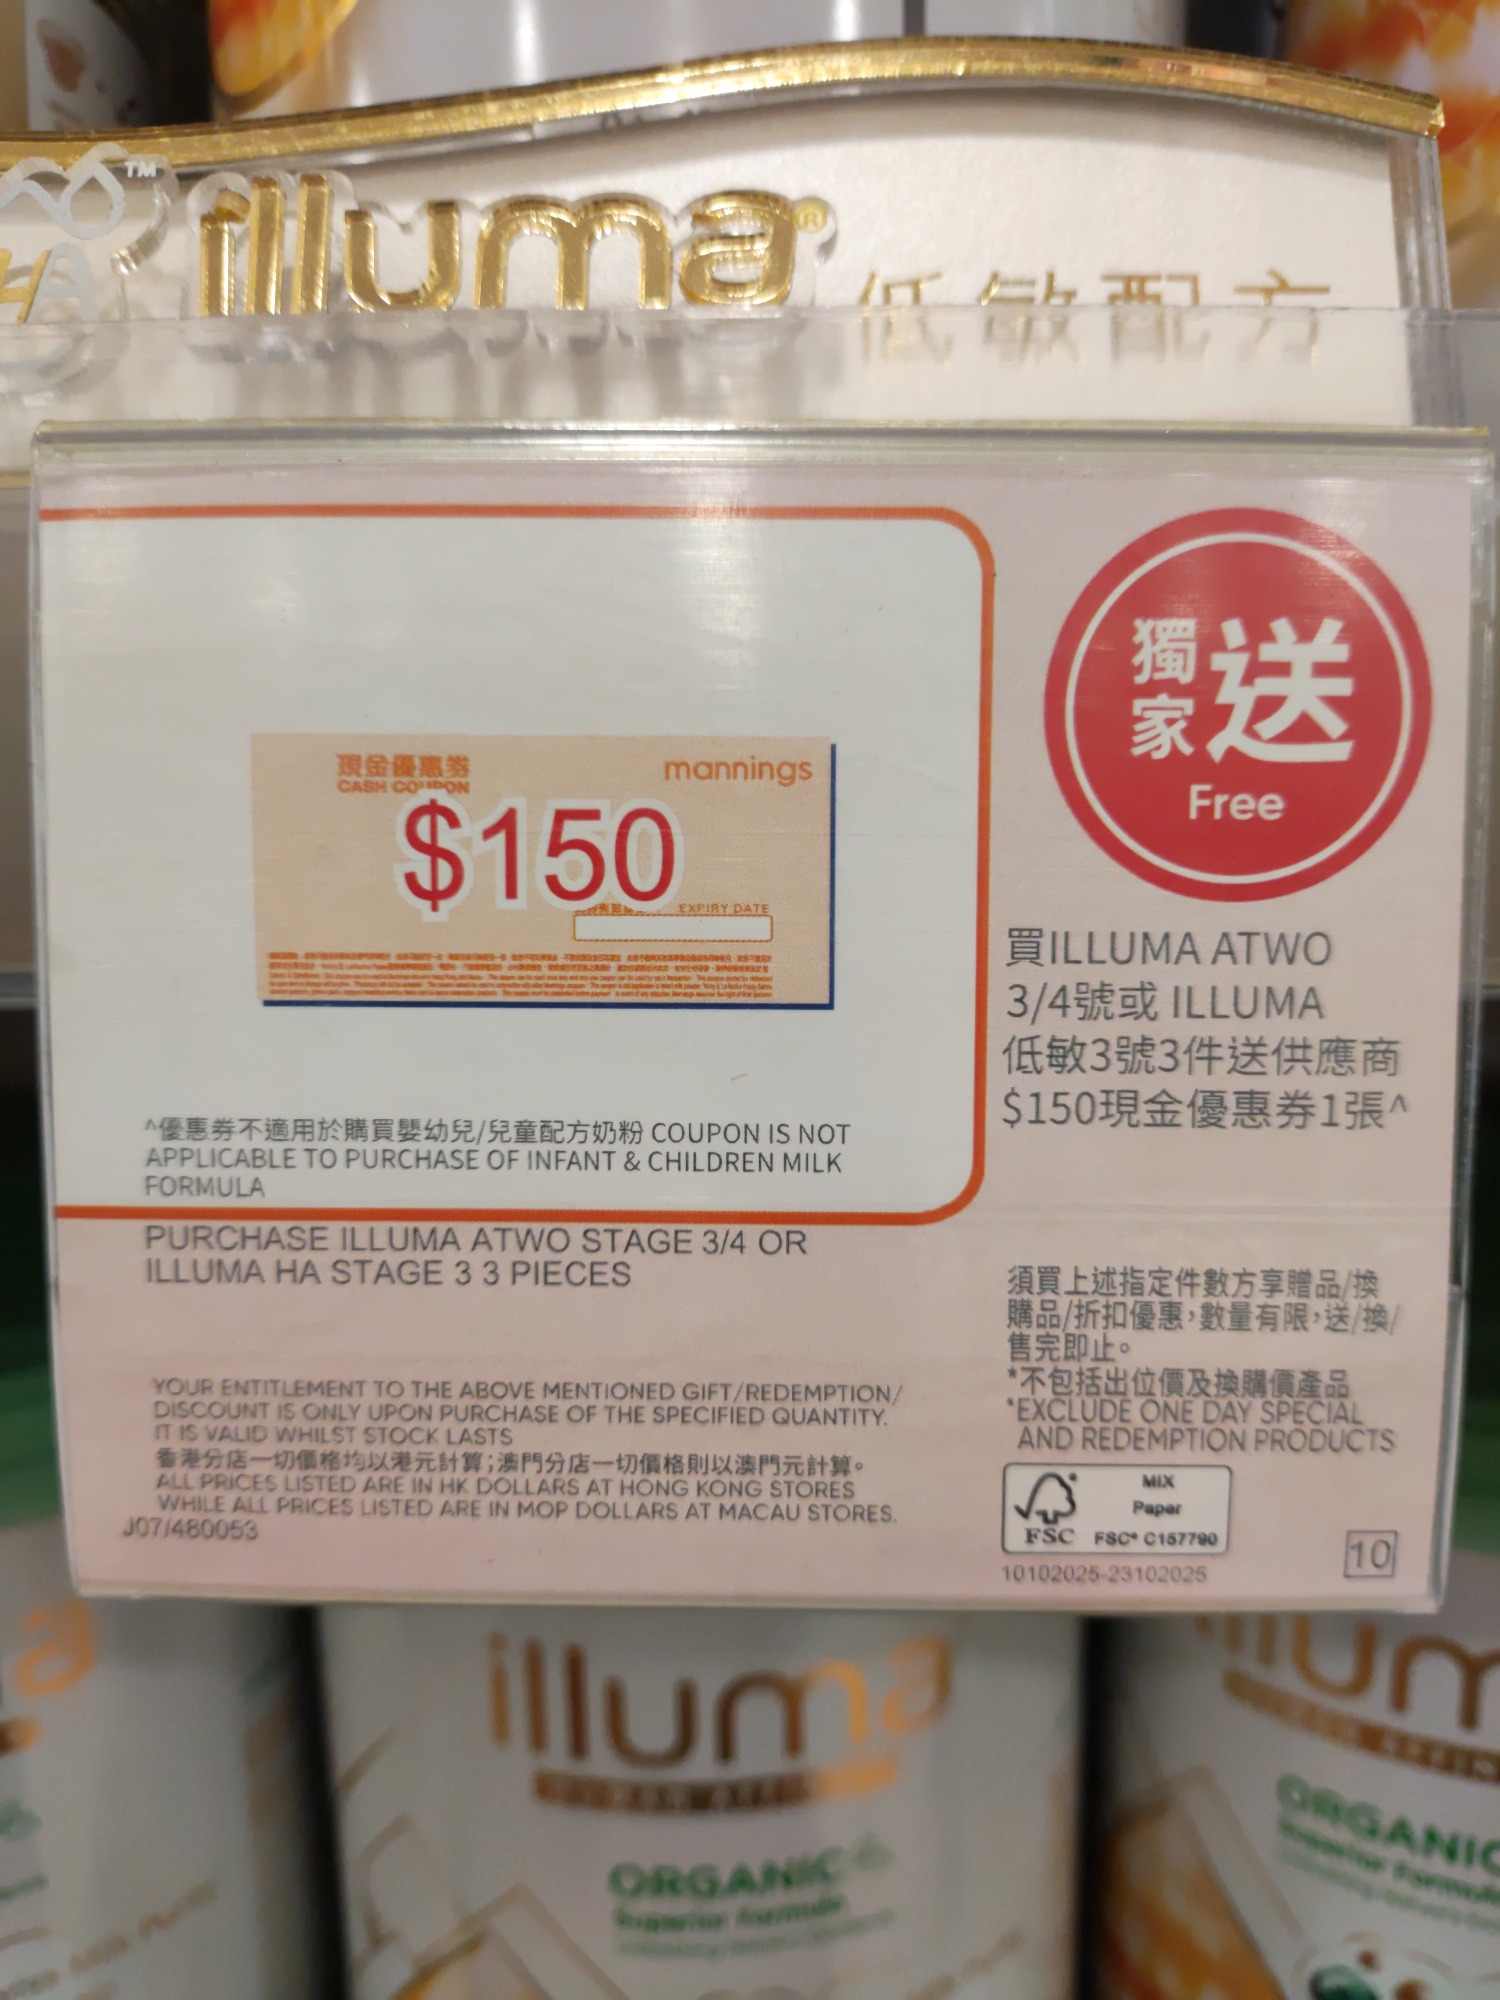 HA
TM
illuma®
低敏配方
獨家送
Free
現金優惠券
CASH COUPON
mannings
$150
EXPIRY DATE
買ILLUMA ATWO
3/4號或 ILLUMA
低敏3號3件送供應商
$150現金優惠券1張^
^優惠券不適用於購買嬰幼兒/兒童配方奶粉 COUPON IS NOT
APPLICABLE TO PURCHASE OF INFANT & CHILDREN MILK
FORMULA
PURCHASE ILLUMA ATWO STAGE 3/4 OR
ILLUMA HA STAGE 3 3 PIECES
須買上述指定件數方享贈品/換
購品/折扣優惠，數量有限，送/換/
售完即止。
*不包括出位價及換購價產品
*EXCLUDE ONE DAY SPECIAL
AND REDEMPTION PRODUCTS
YOUR ENTITLEMENT TO THE ABOVE MENTIONED GIFT/REDEMPTION/
DISCOUNT IS ONLY UPON PURCHASE OF THE SPECIFIED QUANTITY.
IT IS VALID WHILST STOCK LASTS
香港分店一切價格均以港元計算；澳門分店一切價格則以澳門元計算。
ALL PRICES LISTED ARE IN HK DOLLARS AT HONG KONG STORES
WHILE ALL PRICES LISTED ARE IN MOP DOLLARS AT MACAU STORES.
J07/480053
FSC
MIX
Paper
FSC® C157790
10102025-23102025
10
a
illuma
ORGANIC
Superior Formula
illum
ORGANIC
Superior Formula